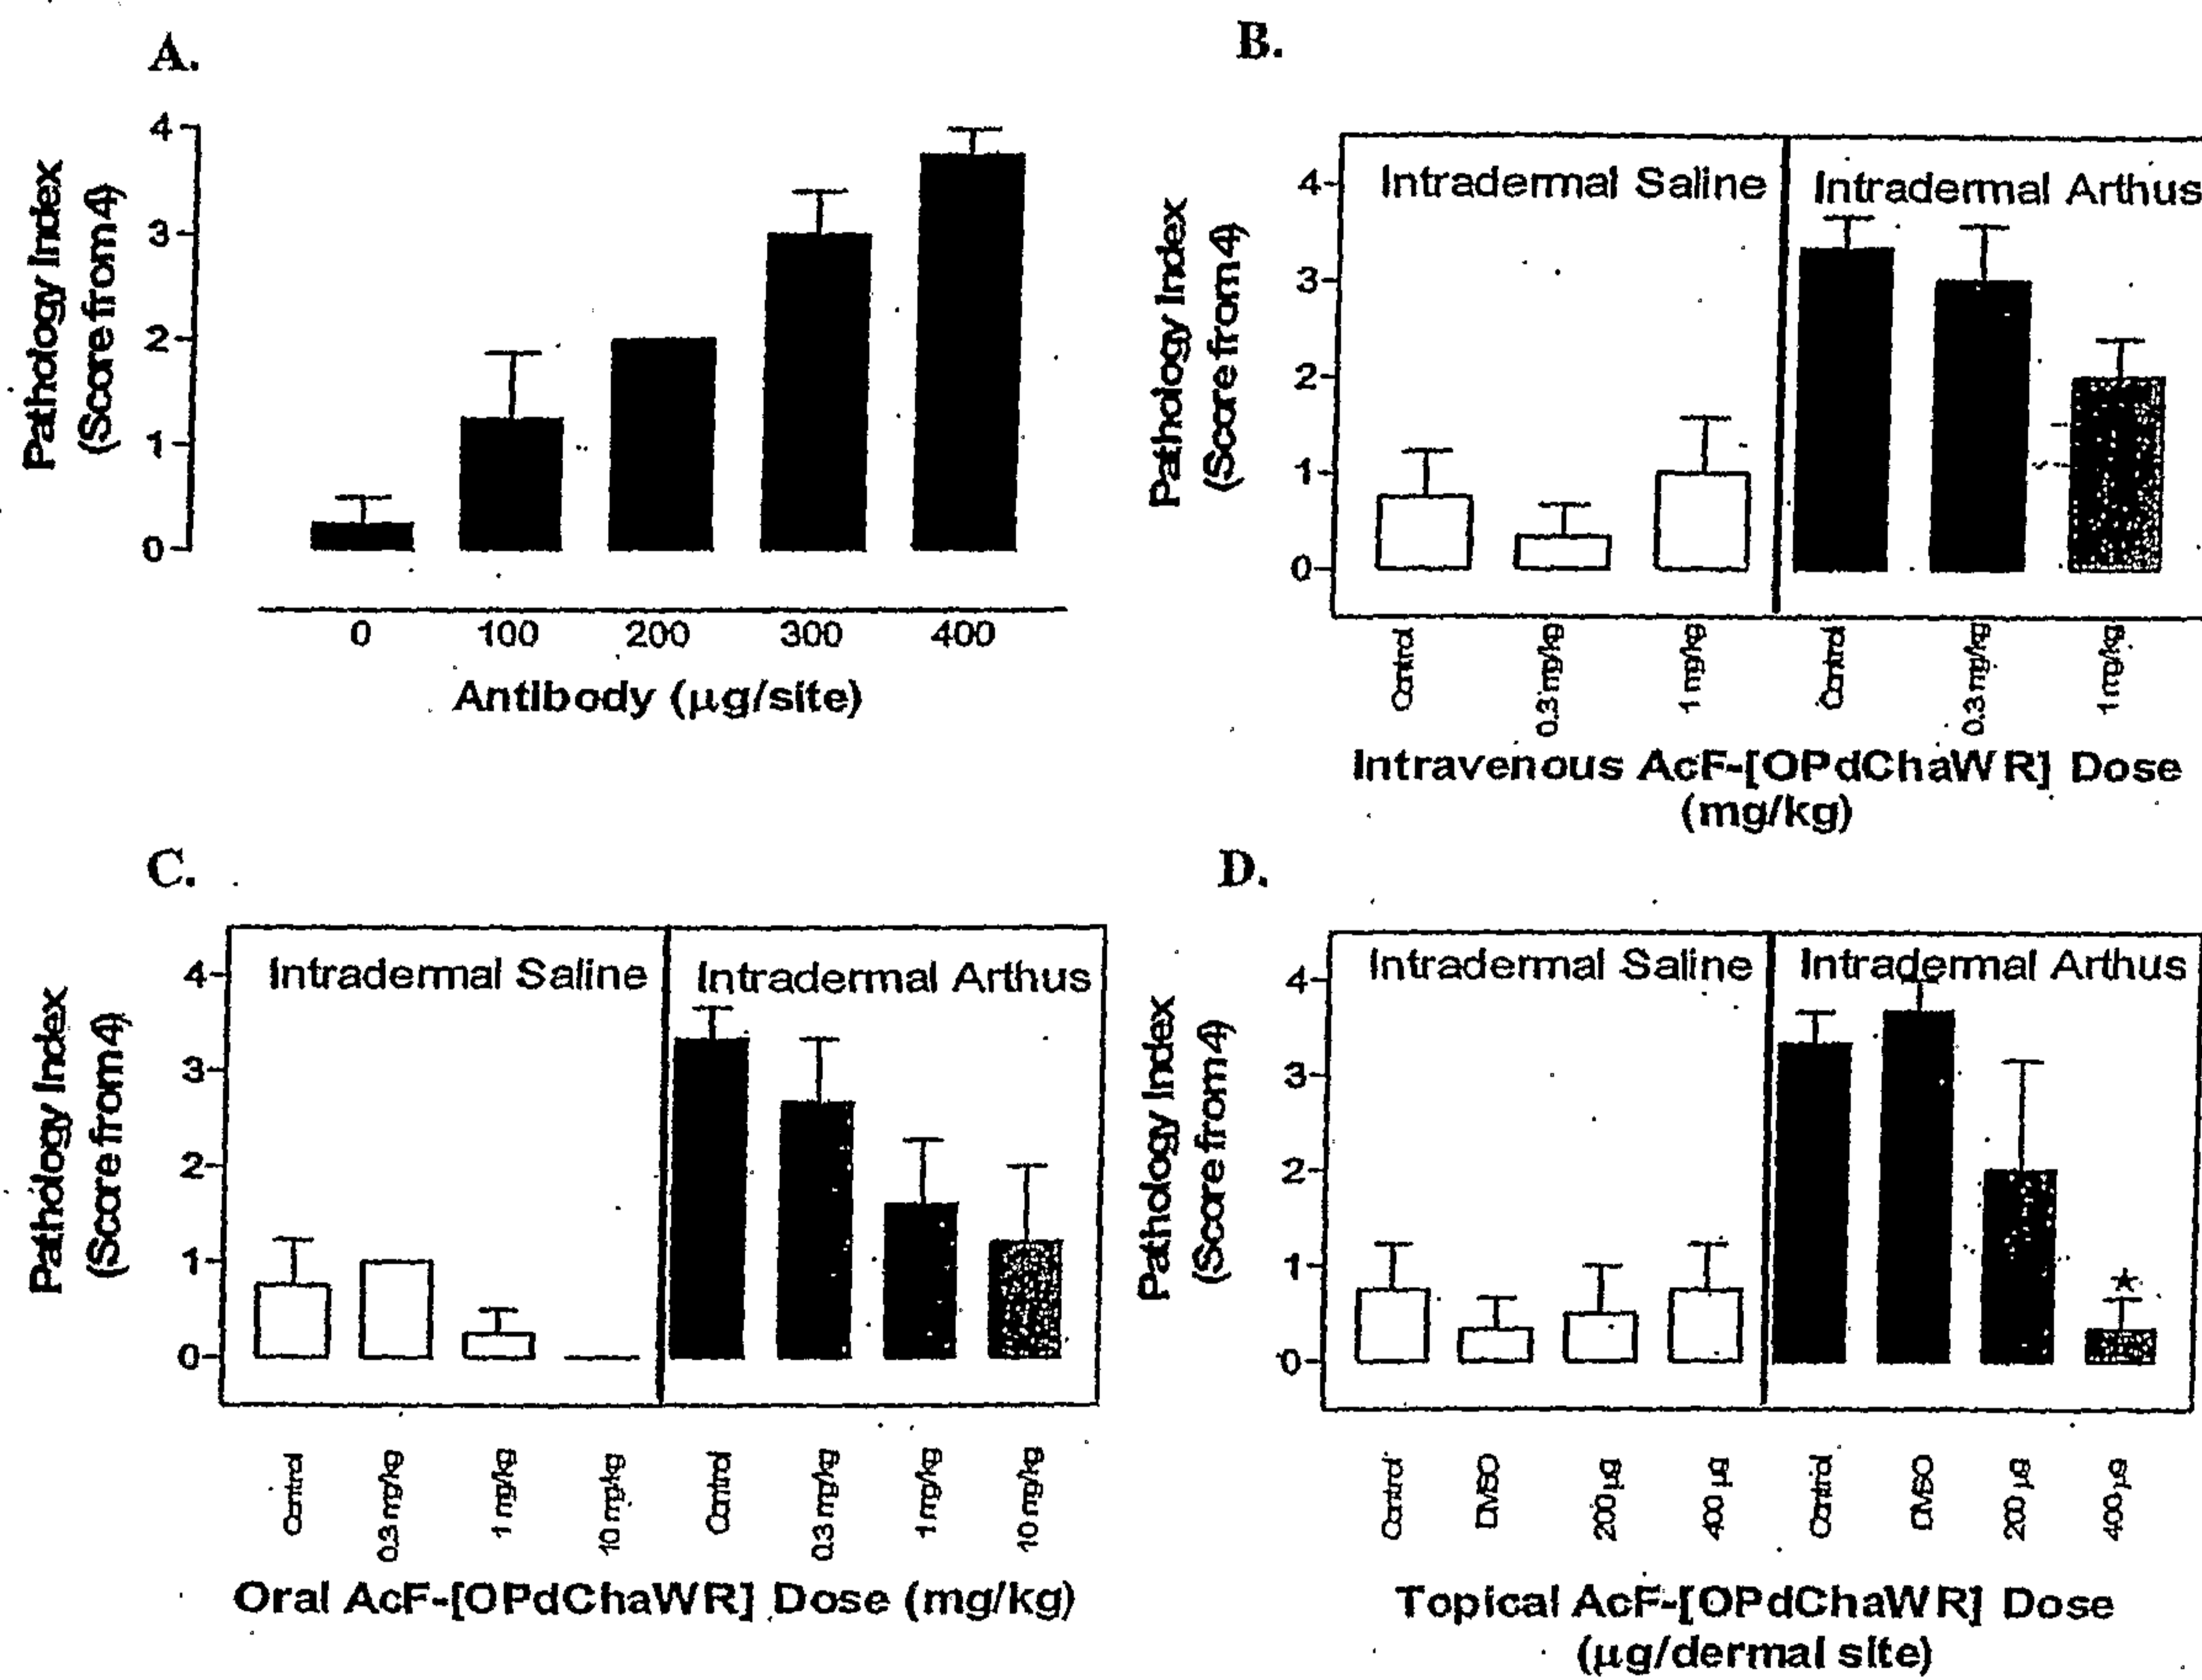 A.
Pathology Index
(Score from 4)
4
3
2
1
0
0 100 200 300 400
Antibody (µg/site)
B.
Pathology Index
(Score from 4)
4
3
2
1
0
Intradermal Saline Intradermal Arthus
Control 0.3 mg/kg 1 mg/kg Control 0.3 mg/kg 1 mg/kg
Intravenous AcF-[OPdChaWR] Dose
(mg/kg)
C.
Pathology Index
(Score from 4)
4
3
2
1
0
Intradermal Saline Intradermal Arthus
Control 0.3 mg/kg 1 mg/kg 10 mg/kg Control 0.3 mg/kg 1 mg/kg 10 mg/kg
Oral AcF-[OPdChaWR] Dose (mg/kg)
D.
Pathology Index
(Score from 4)
4
3
2
1
0
Intradermal Saline Intradermal Arthus
★
Control DMSO 200 µg 400 µg Control DMSO 200 µg 400 µg
Topical AcF-[OPdChaWR] Dose
(µg/dermal site)